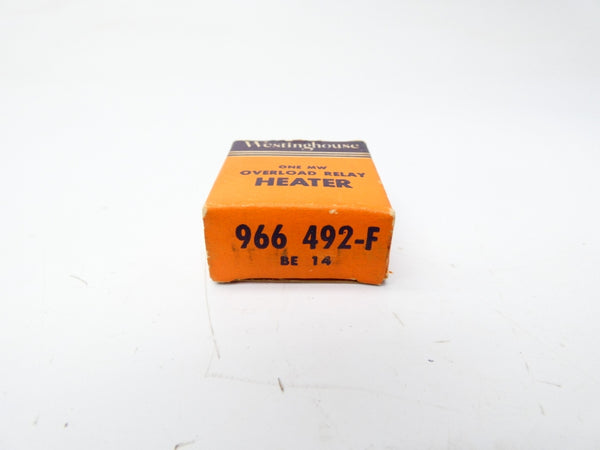 Westinghouse
ONE MW
OVERLOAD RELAY
HEATER
966 492-F
BE 14